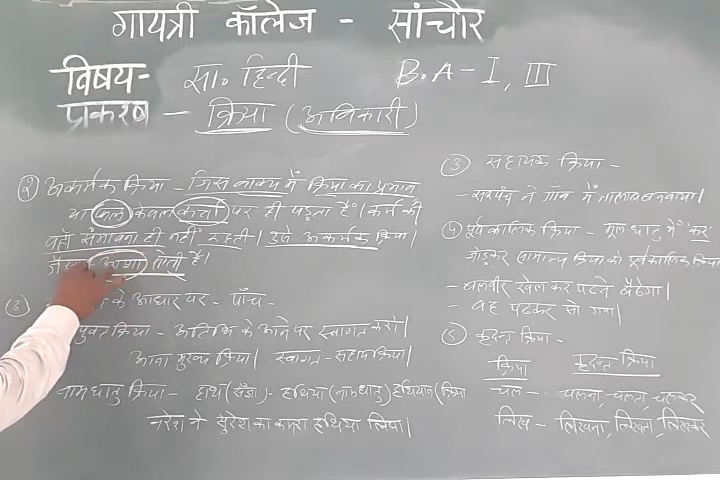 गायत्री कॉलेज - सांचौर
विषय- सा० हिन्दी B.A - I, III
प्रकरण - क्रिया (अविकारी)
② अकर्मक क्रिया - जिस वाक्य में क्रिया का प्रभाव
या फल केवल कर्त्ता पर ही पड़ता है। कर्म की
वहाँ संभावना ही नहीं रहती। उसे अकर्मक क्रिया।
आशा सोती है।
③ के आधार पर - पाँच -
युक्त क्रिया - अतिथि के आने पर स्वागत करो।
आना मुख्य क्रिया। स्वागत - सहायक क्रिया।
नामधातु क्रिया - हाथ (संज्ञा) - हथिया (नामधातु) हथियाना (क्रिया
नरेश ने सुरेश का कमरा हथिया लिया।
③ सहायक क्रिया -
- सरपंच ने गाँव में तालाब बनवाया।
④ पूर्वकालिक क्रिया - मूल धातु में 'कर'
जोड़कर सामान्य क्रिया को पूर्वकालिक क्रिया
- बलवीर खेलकर पढ़ने बैठेगा।
वह पढ़कर सो गया।
⑤ कृदन्त क्रिया -
क्रिया कृदन्त क्रिया
चल - चलना, चलता, चलकर
लिख - लिखना, लिखता, लिखकर